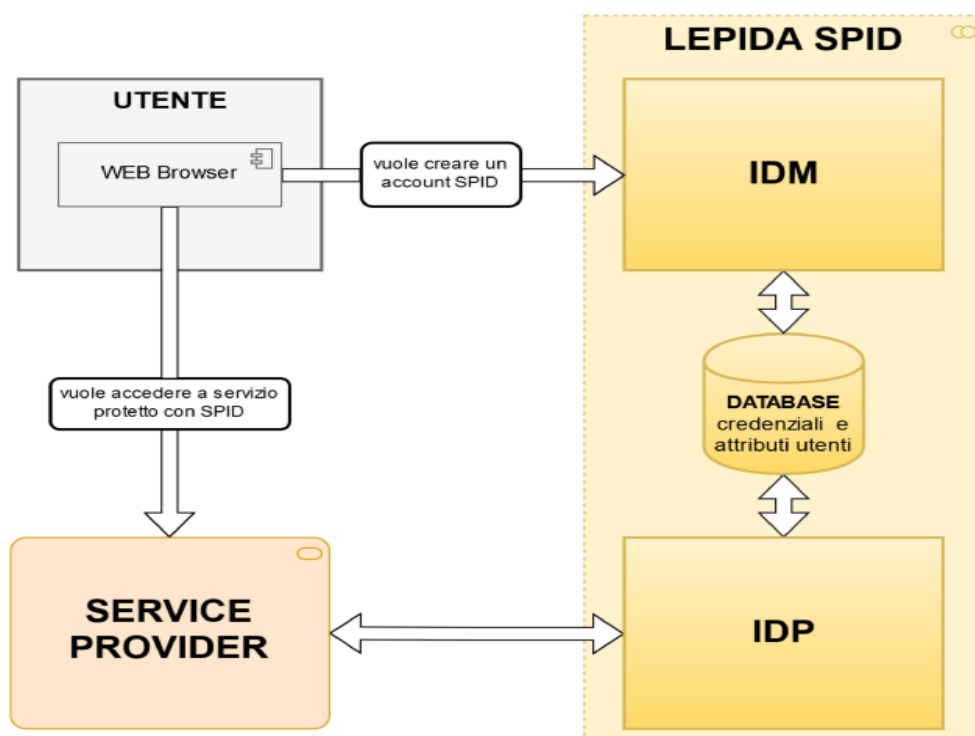 LEPIDA SPID
UTENTE
WEB Browser
vuole creare un
account SPID
IDM
vuole accedere a servizio
protetto con SPID
DATABASE
credenziali e
attributi utenti
SERVICE
PROVIDER
IDP